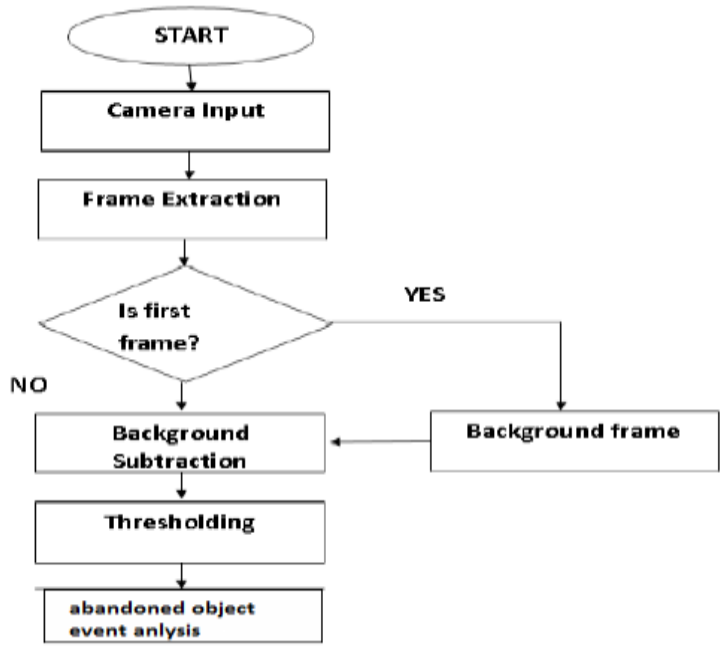 START
Camera Input
Frame Extraction
Is first
frame?
YES
NO
Background
Subtraction
Background frame
Thresholding
abandoned object
event anlysis